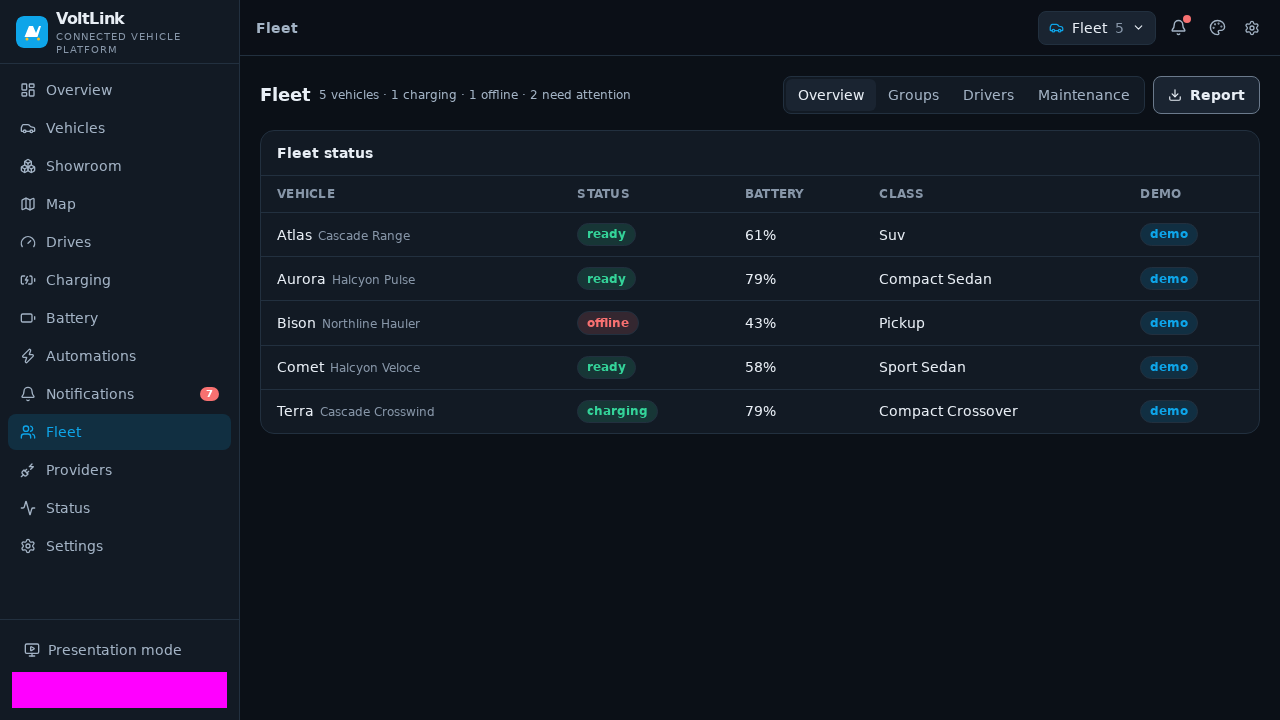 VoltLink
CONNECTED VEHICLE
PLATFORM
Overview
Vehicles
Showroom
Map
Drives
Charging
Battery
Automations
Notifications 7
Fleet
Providers
Status
Settings
Presentation mode
Fleet
Fleet 5
Fleet 5 vehicles · 1 charging · 1 offline · 2 need attention
Overview Groups Drivers Maintenance Report
Fleet status
VEHICLE STATUS BATTERY CLASS DEMO
Atlas Cascade Range ready 61% Suv demo
Aurora Halcyon Pulse ready 79% Compact Sedan demo
Bison Northline Hauler offline 43% Pickup demo
Comet Halcyon Veloce ready 58% Sport Sedan demo
Terra Cascade Crosswind charging 79% Compact Crossover demo